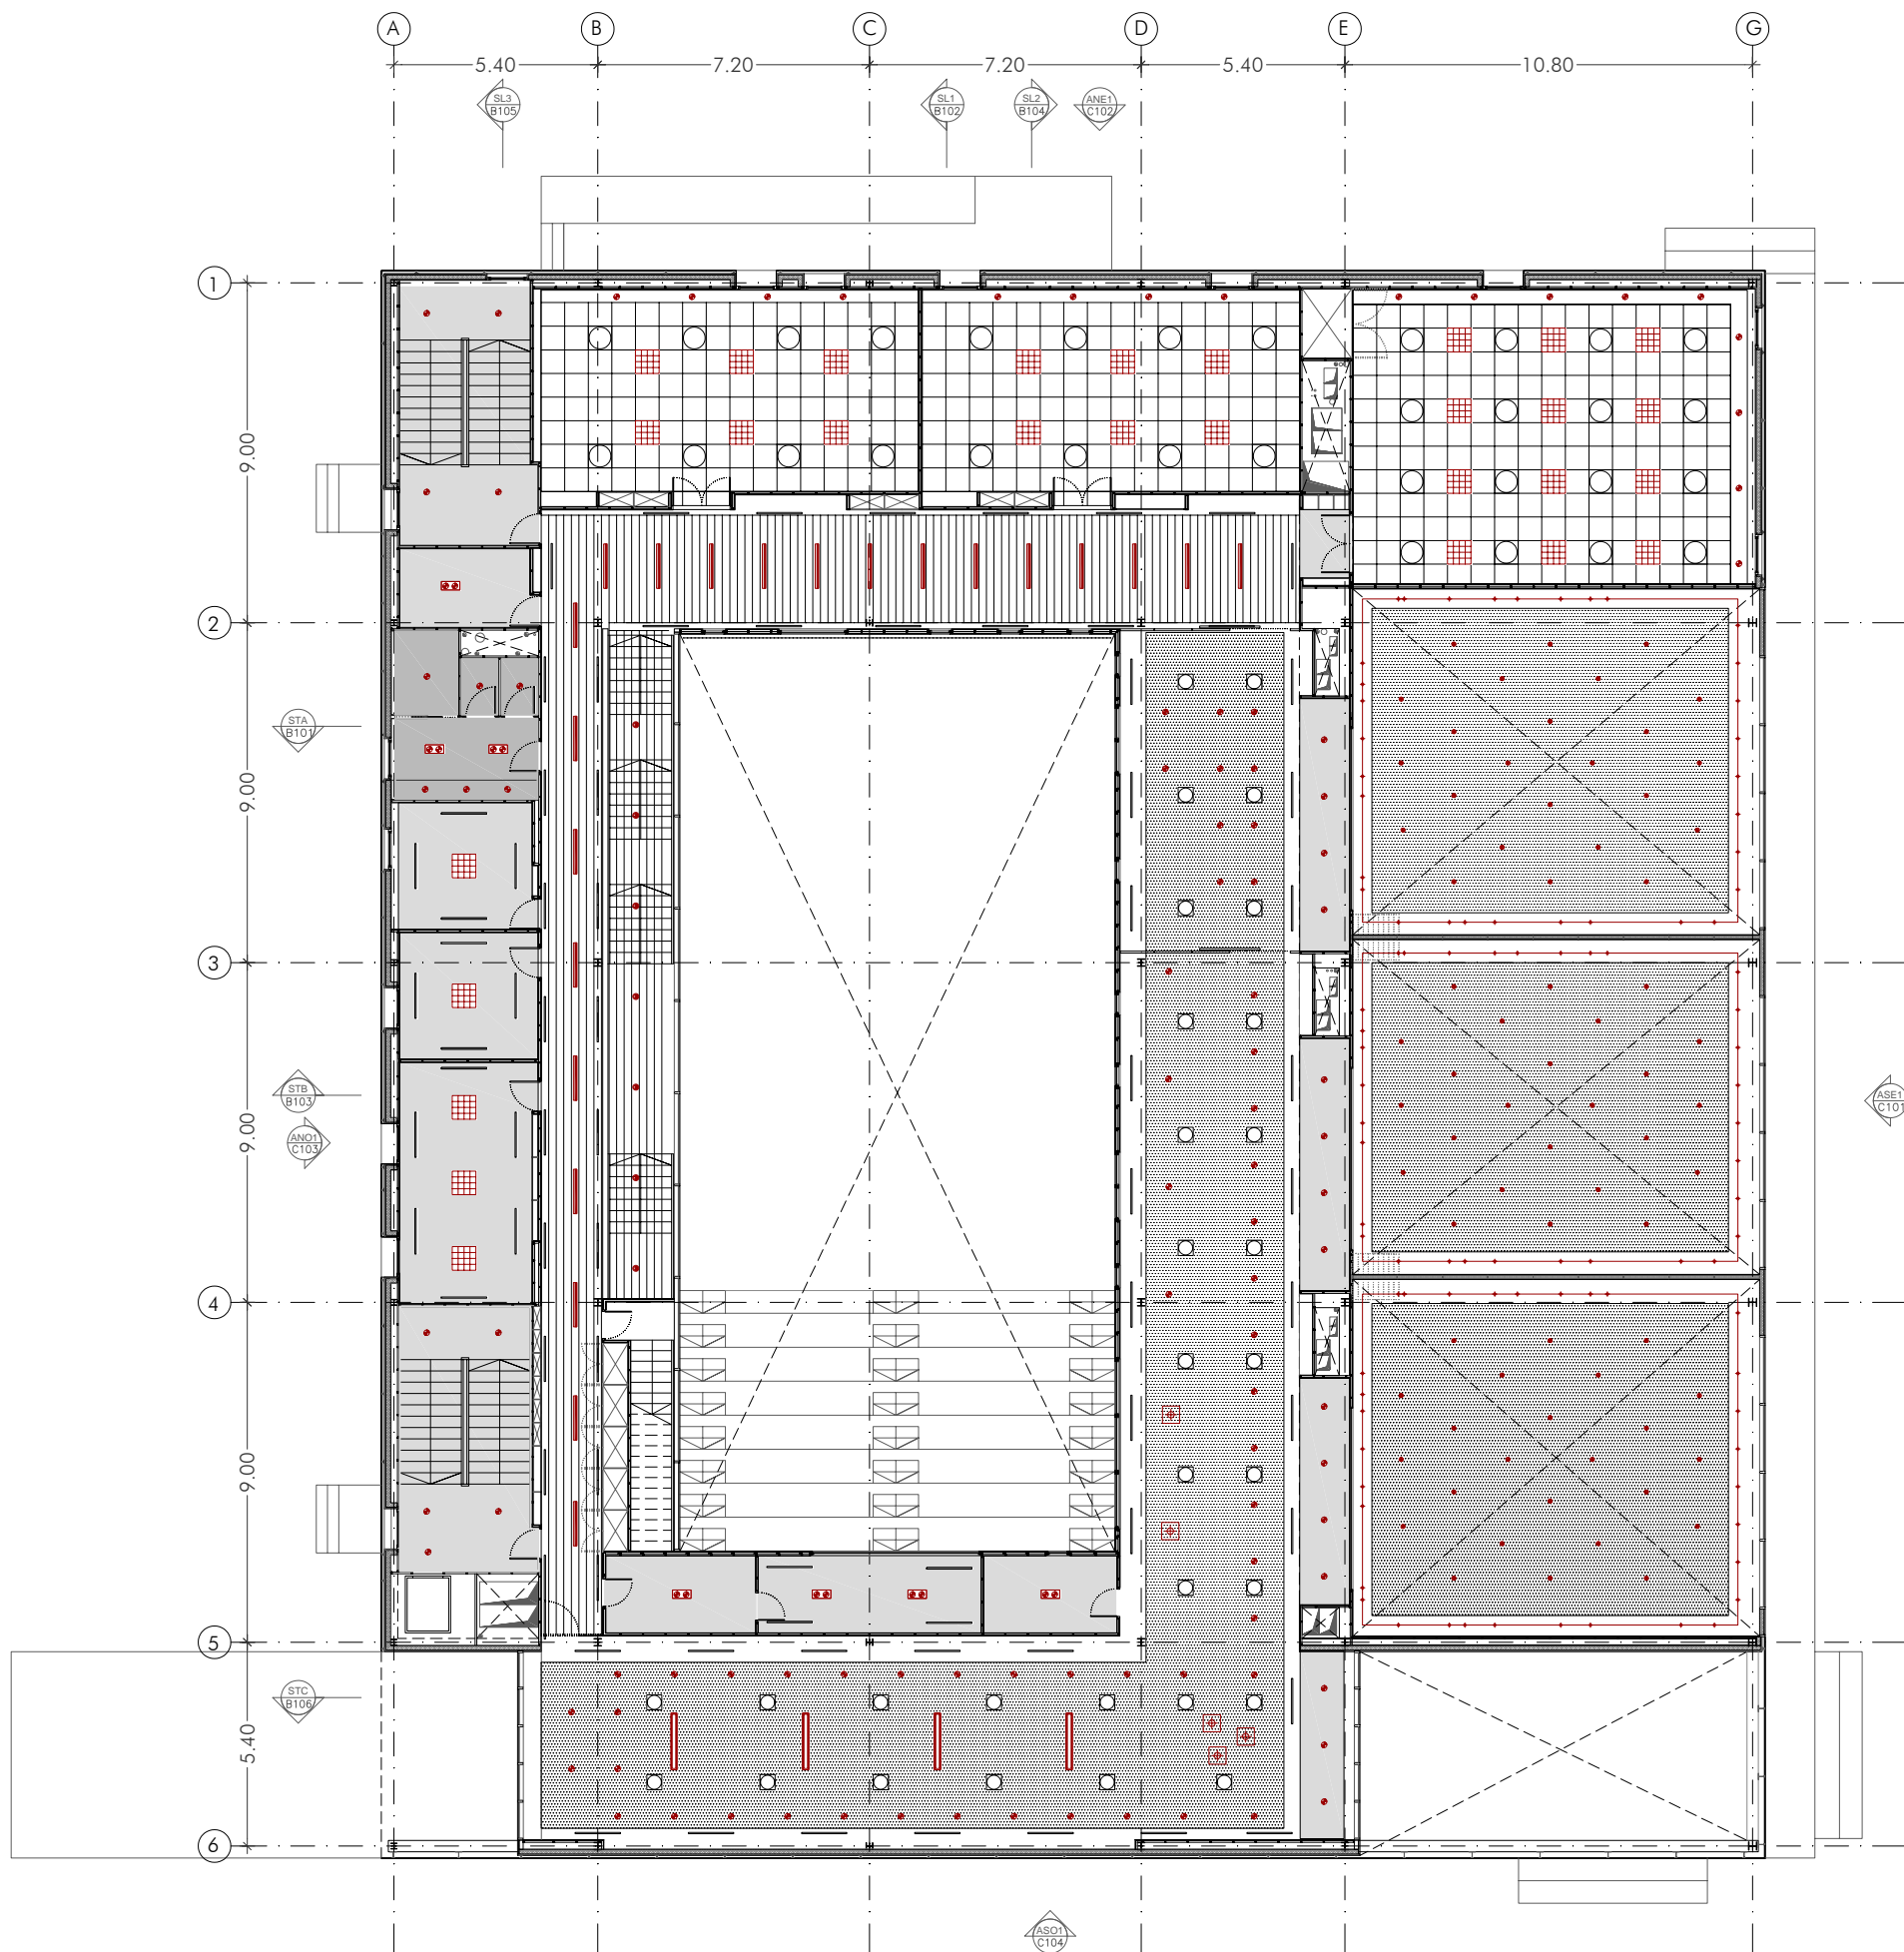 A B C D E G
5.40 7.20 7.20 5.40 10.80
SL3
B105
SL1
B102
SL2
B104
ANE1
C102
1
9.00
2
STA
B101
9.00
3
STB
B103
9.00
ANO1
C103
ASE1
C101
4
9.00
5
STC
B106
5.40
6
ASO1
C104